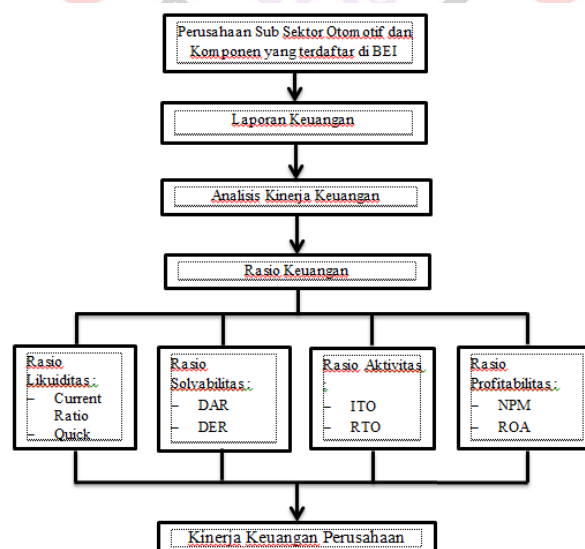 Perusahaan Sub Sektor Otomotif dan
Komponen yang terdaftar di BEI
Laporan Keuangan
Analisis Kinerja Keuangan
Rasio Keuangan
Rasio
Likuiditas :
– Current
Ratio
– Quick
Rasio
Solvabilitas :
– DAR
– DER
Rasio Aktivitas
:
– ITO
– RTO
Rasio
Profitabilitas :
– NPM
– ROA
Kinerja Keuangan Perusahaan